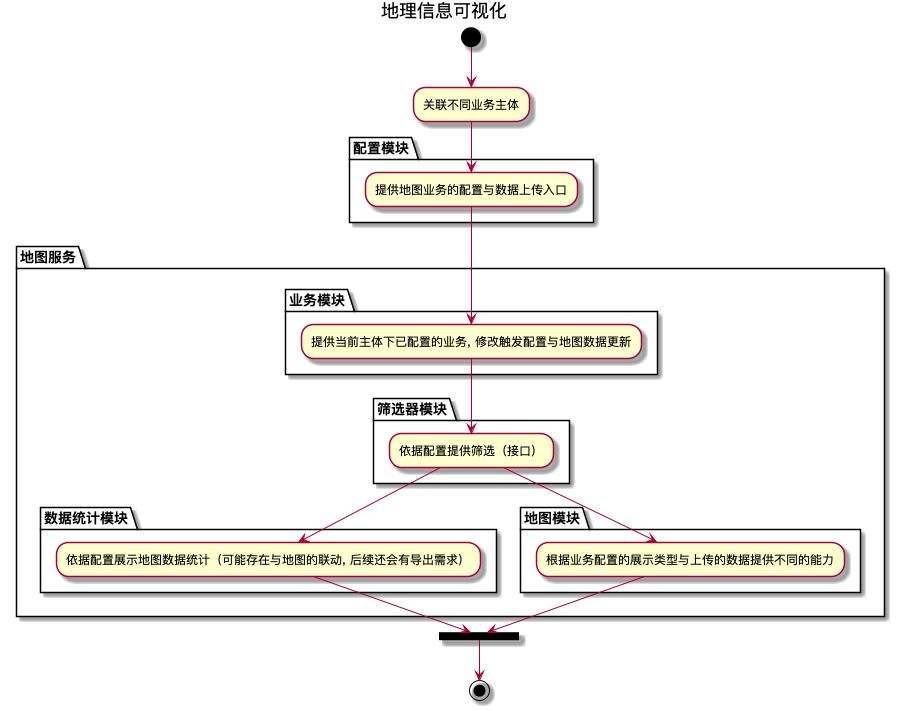 地理信息可视化
关联不同业务主体
配置模块
提供地图业务的配置与数据上传入口
地图服务
业务模块
提供当前主体下已配置的业务, 修改触发配置与地图数据更新
筛选器模块
依据配置提供筛选（接口）
数据统计模块
依据配置展示地图数据统计（可能存在与地图的联动, 后续还会有导出需求）
地图模块
根据业务配置的展示类型与上传的数据提供不同的能力